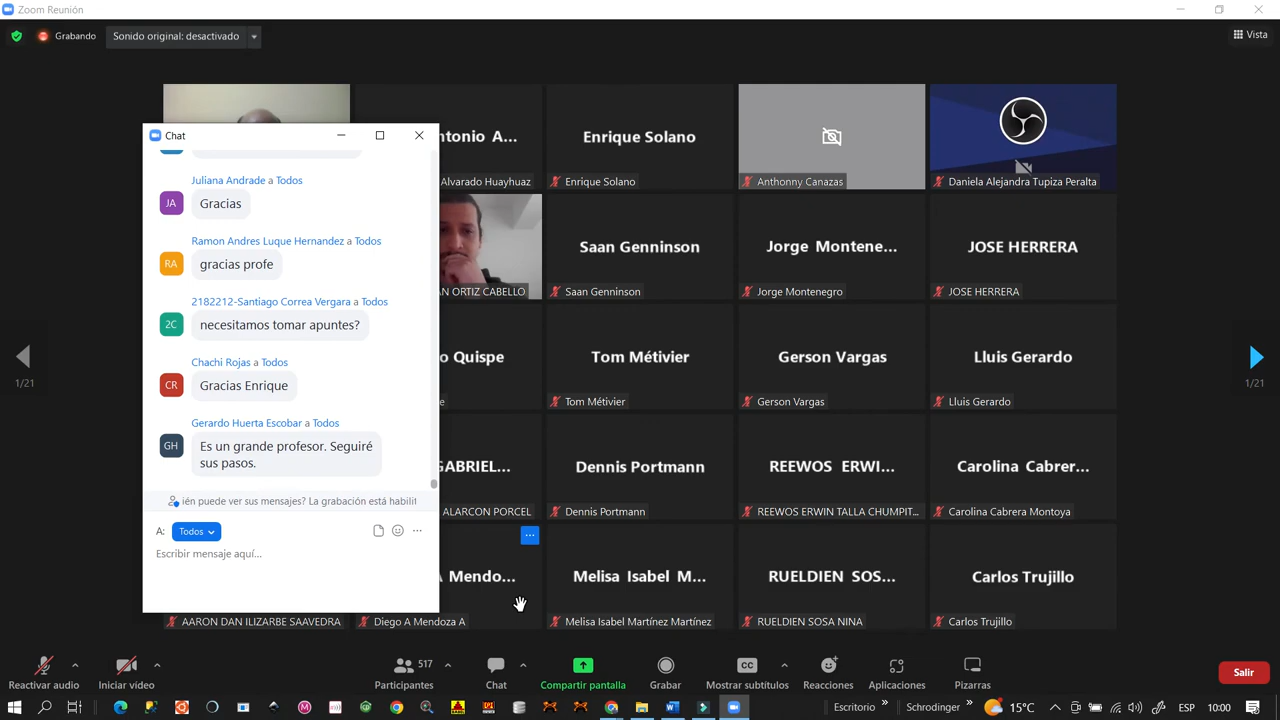 Zoom Reunión
Grabando
Sonido original: desactivado
Vista
Chat
Juliana Andrade a Todos
JA
Gracias
Ramon Andres Luque Hernandez a Todos
RA
gracias profe
2182212-Santiago Correa Vergara a Todos
2C
necesitamos tomar apuntes?
Chachi Rojas a Todos
CR
Gracias Enrique
Gerardo Huerta Escobar a Todos
GH
Es un grande profesor. Seguiré
sus pasos.
ién puede ver sus mensajes? La grabación está habilit
A: Todos
Escribir mensaje aquí...
ntonio A...
Alvarado Huayhuaz
Enrique Solano
Enrique Solano
Anthonny Canazas
Daniela Alejandra Tupiza Peralta
N ORTIZ CABELLO
Saan Genninson
Saan Genninson
Jorge Montene...
Jorge Montenegro
JOSE HERRERA
JOSE HERRERA
o Quispe
e
Tom Métivier
Tom Métivier
Gerson Vargas
Gerson Vargas
Lluis Gerardo
Lluis Gerardo
GABRIEL...
ALARCON PORCEL
Dennis Portmann
Dennis Portmann
REEWOS ERWI...
REEWOS ERWIN TALLA CHUMPIT...
Carolina Cabrer...
Carolina Cabrera Montoya
AARON DAN ILIZARBE SAAVEDRA
A Mendo...
Diego A Mendoza A
Melisa Isabel M...
Melisa Isabel Martínez Martínez
RUELDIEN SOS...
RUELDIEN SOSA NINA
Carlos Trujillo
Carlos Trujillo
1/21
1/21
Reactivar audio
Iniciar vídeo
517
Participantes
Chat
Compartir pantalla
Grabar
CC
Mostrar subtítulos
Reacciones
Aplicaciones
Pizarras
Salir
Escritorio
Schrodinger
15°C
ESP
10:00